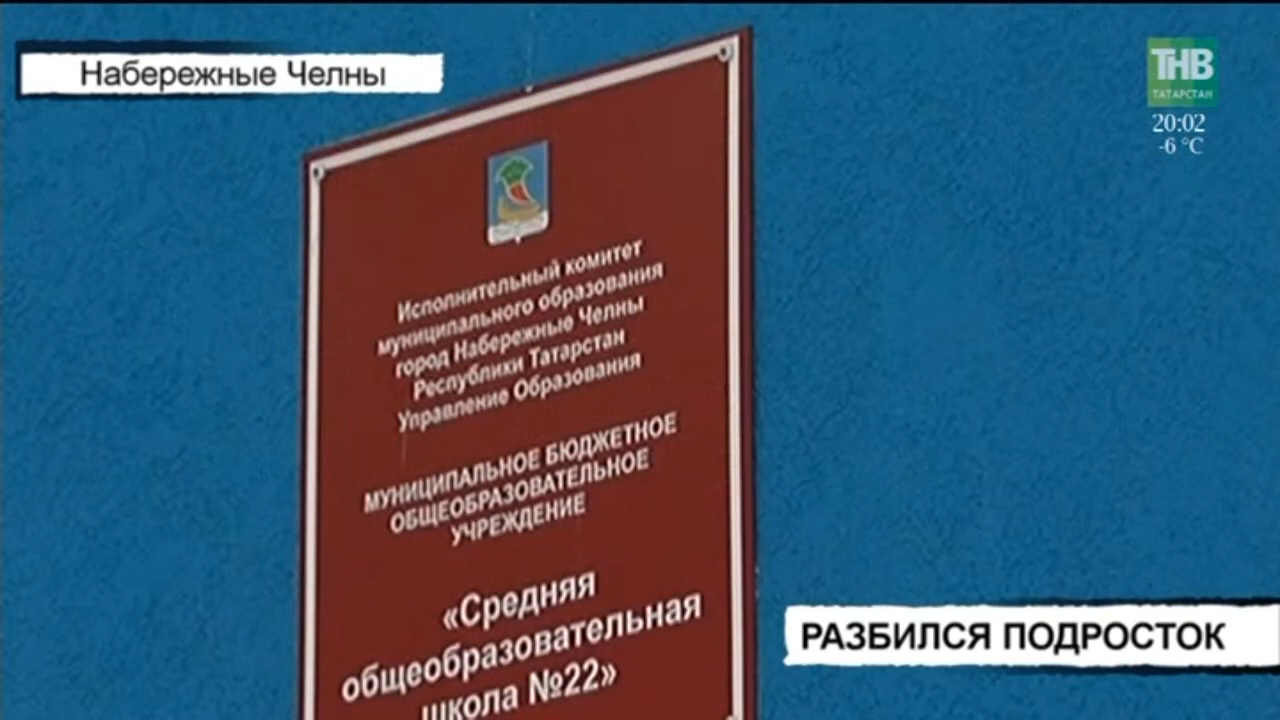 Набережные Челны
ТНВ
ТАТАРСТАН
20:02
-6 °C
Исполнительный комитет
муниципального образования
город Набережные Челны
Республики Татарстан
Управление Образования
МУНИЦИПАЛЬНОЕ БЮДЖЕТНОЕ
ОБЩЕОБРАЗОВАТЕЛЬНОЕ
УЧРЕЖДЕНИЕ
«Средняя
общеобразовательная
школа №22»
РАЗБИЛСЯ ПОДРОСТОК